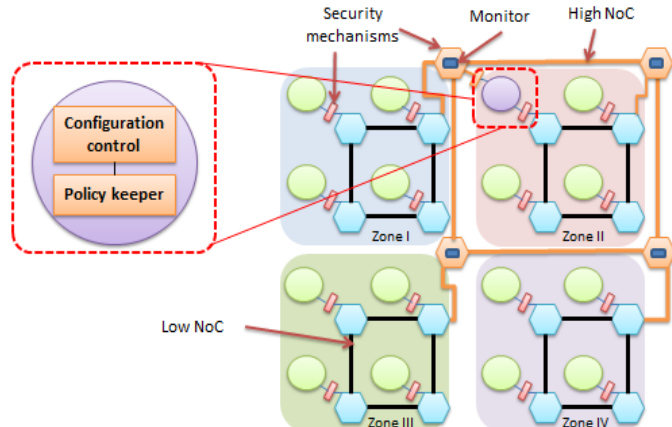 Security
mechanisms
Monitor
High NoC
Configuration
control
Policy keeper
Zone I
Zone II
Low NoC
Zone III
Zone IV